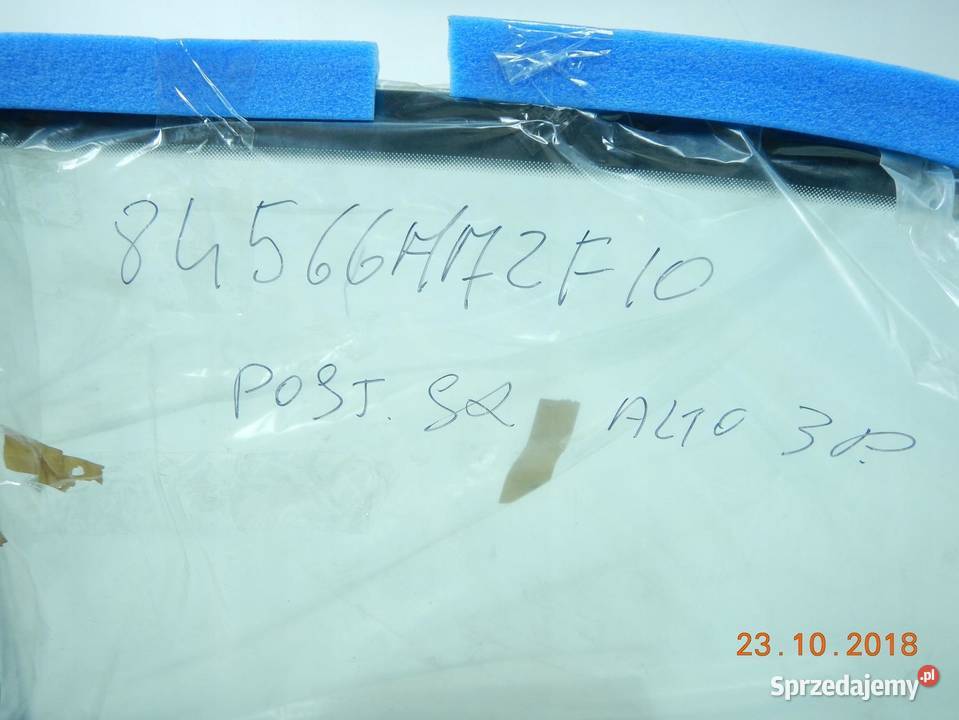 84566M72F10
POST. SX ALTO 3P.
23.10.2018
Sprzedajemy.pl